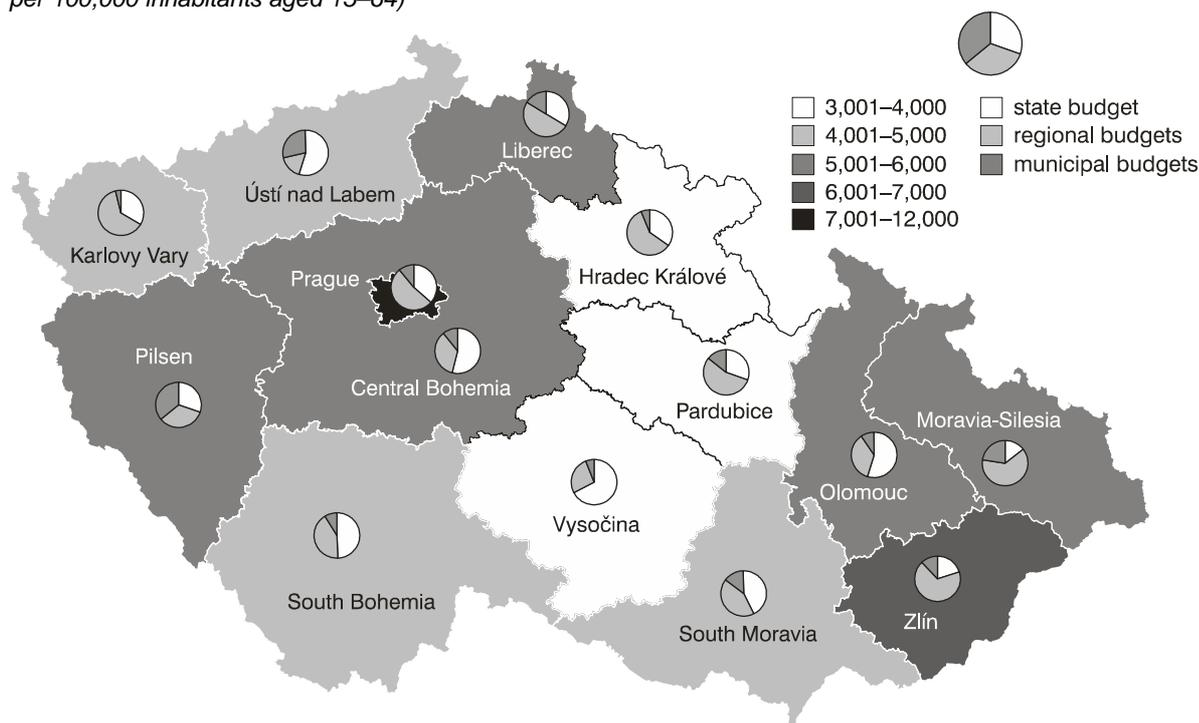 per 100,000 inhabitants aged 15–64)
3,001–4,000 state budget
4,001–5,000 regional budgets
5,001–6,000 municipal budgets
6,001–7,000
7,001–12,000
Liberec
Ústí nad Labem
Karlovy Vary
Hradec Králové
Prague
Pilsen
Central Bohemia
Pardubice
Moravia-Silesia
Olomouc
Vysočina
South Bohemia
Zlín
South Moravia